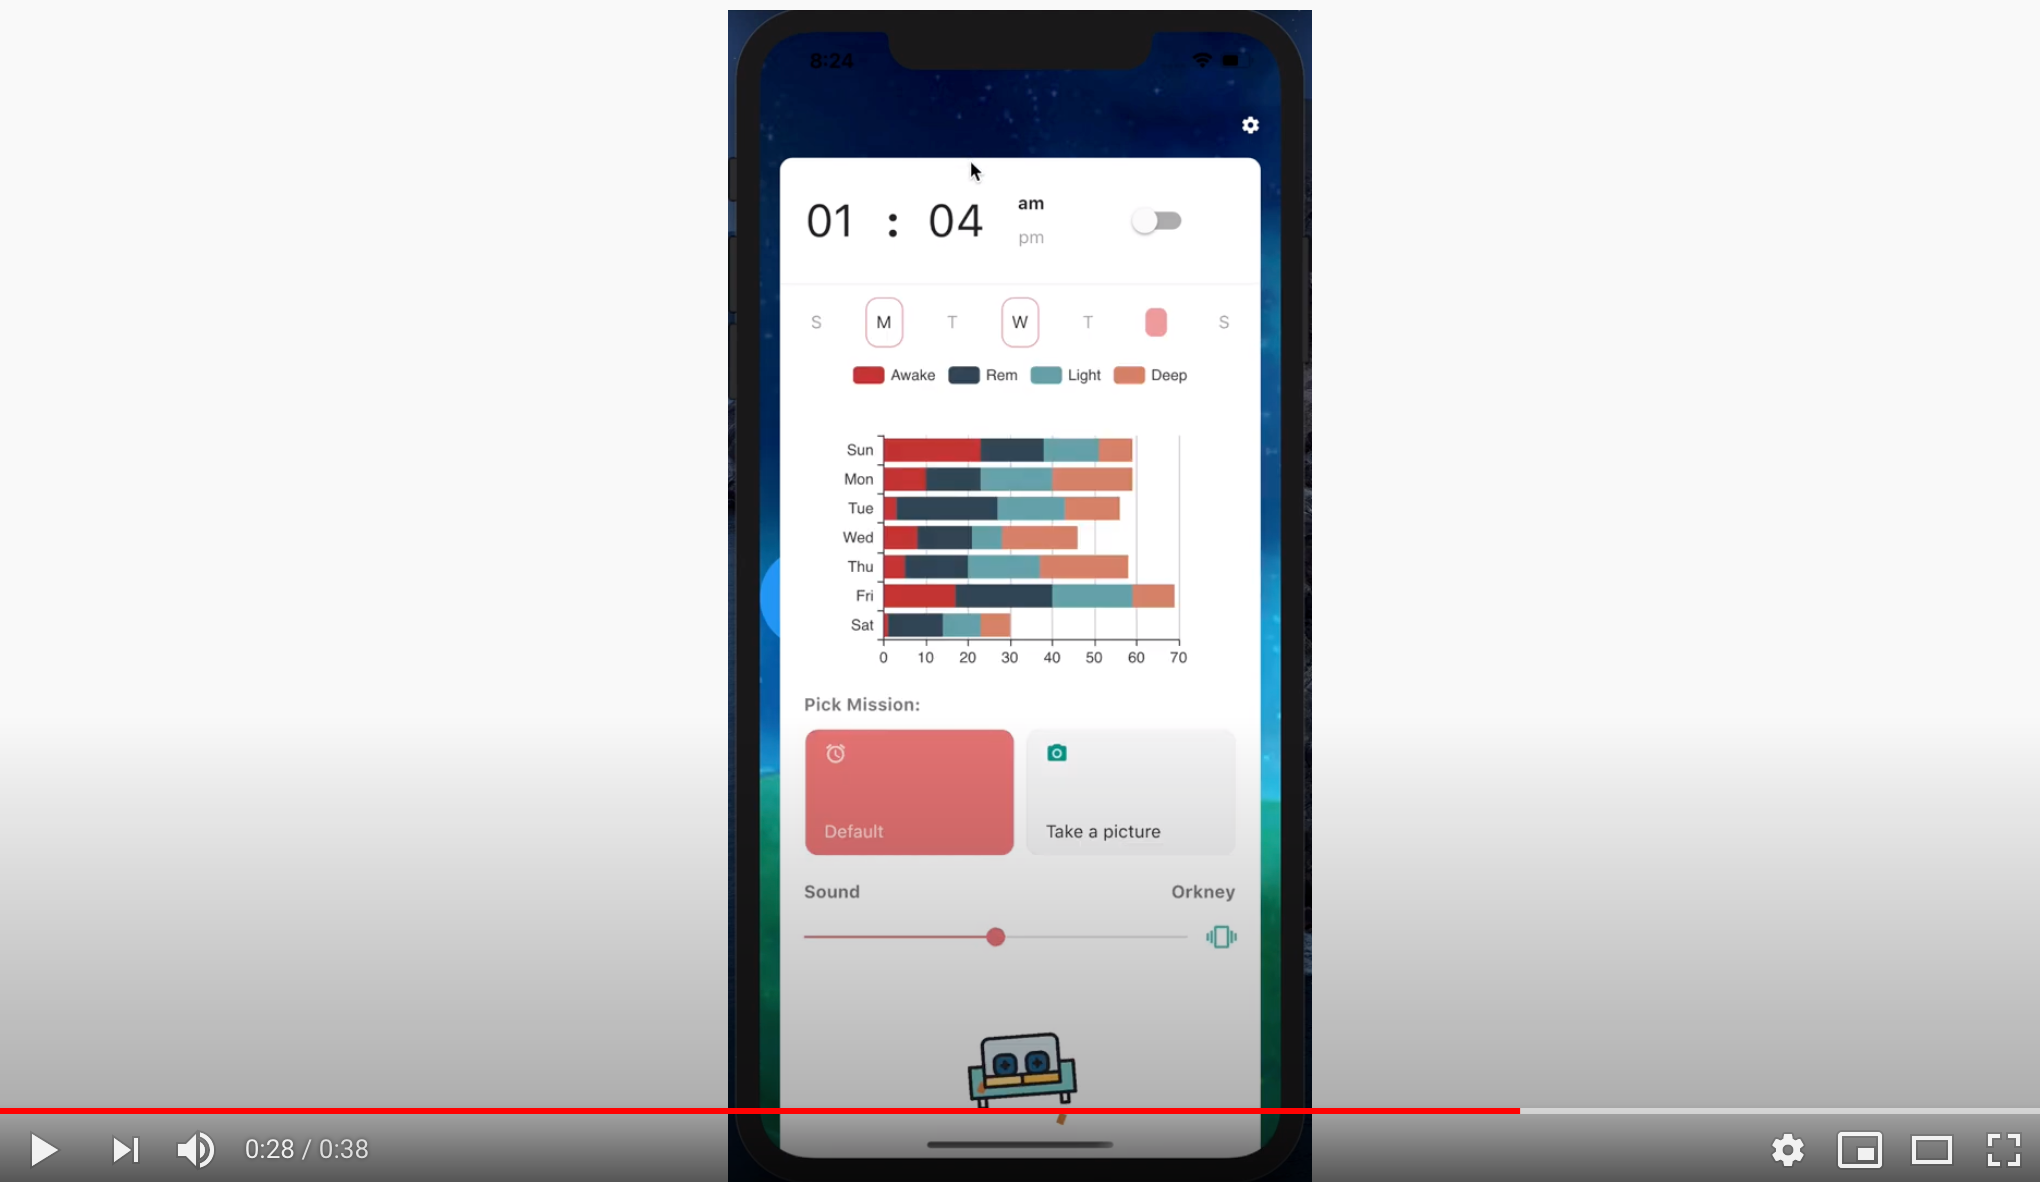 8:24
01 : 04 am
pm
S M T W T S
Awake Rem Light Deep
Sun
Mon
Tue
Wed
Thu
Fri
Sat
0 10 20 30 40 50 60 70
Pick Mission:
Default Take a picture
Sound Orkney
0:28 / 0:38